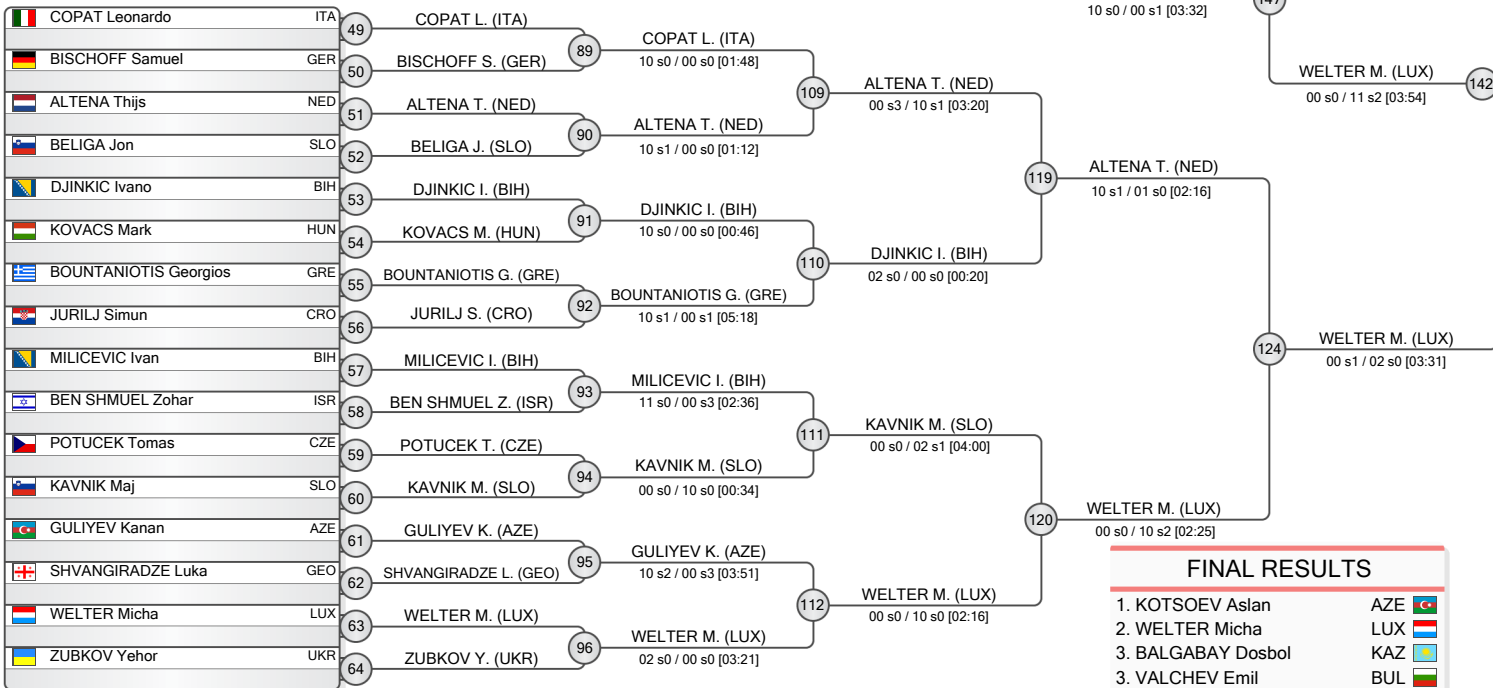 COPAT Leonardo ITA
BISCHOFF Samuel GER
ALTENA Thijs NED
BELIGA Jon SLO
DJINKIC Ivano BIH
KOVACS Mark HUN
BOUNTANIOTIS Georgios GRE
JURILJ Simun CRO
MILICEVIC Ivan BIH
BEN SHMUEL Zohar ISR
POTUCEK Tomas CZE
KAVNIK Maj SLO
GULIYEV Kanan AZE
SHVANGIRADZE Luka GEO
WELTER Micha LUX
ZUBKOV Yehor UKR
49
50
51
52
53
54
55
56
57
58
59
60
61
62
63
64
COPAT L. (ITA)
BISCHOFF S. (GER)
ALTENA T. (NED)
BELIGA J. (SLO)
DJINKIC I. (BIH)
KOVACS M. (HUN)
BOUNTANIOTIS G. (GRE)
JURILJ S. (CRO)
MILICEVIC I. (BIH)
BEN SHMUEL Z. (ISR)
POTUCEK T. (CZE)
KAVNIK M. (SLO)
GULIYEV K. (AZE)
SHVANGIRADZE L. (GEO)
WELTER M. (LUX)
ZUBKOV Y. (UKR)
89
90
91
92
93
94
95
96
COPAT L. (ITA)
10 s0 / 00 s0 [01:48]
ALTENA T. (NED)
10 s1 / 00 s0 [01:12]
DJINKIC I. (BIH)
10 s0 / 00 s0 [00:46]
BOUNTANIOTIS G. (GRE)
10 s1 / 00 s1 [05:18]
MILICEVIC I. (BIH)
11 s0 / 00 s3 [02:36]
KAVNIK M. (SLO)
00 s0 / 10 s0 [00:34]
GULIYEV K. (AZE)
10 s2 / 00 s3 [03:51]
WELTER M. (LUX)
02 s0 / 00 s0 [03:21]
109
110
111
112
ALTENA T. (NED)
00 s3 / 10 s1 [03:20]
DJINKIC I. (BIH)
02 s0 / 00 s0 [00:20]
KAVNIK M. (SLO)
00 s0 / 02 s1 [04:00]
WELTER M. (LUX)
00 s0 / 10 s0 [02:16]
119
120
10 s0 / 00 s1 [03:32]
147
ALTENA T. (NED)
10 s1 / 01 s0 [02:16]
WELTER M. (LUX)
00 s0 / 10 s2 [02:25]
124
WELTER M. (LUX)
00 s0 / 11 s2 [03:54]
142
WELTER M. (LUX)
00 s1 / 02 s0 [03:31]
FINAL RESULTS
1. KOTSOEV Aslan AZE
2. WELTER Micha LUX
3. BALGABAY Dosbol KAZ
3. VALCHEV Emil BUL